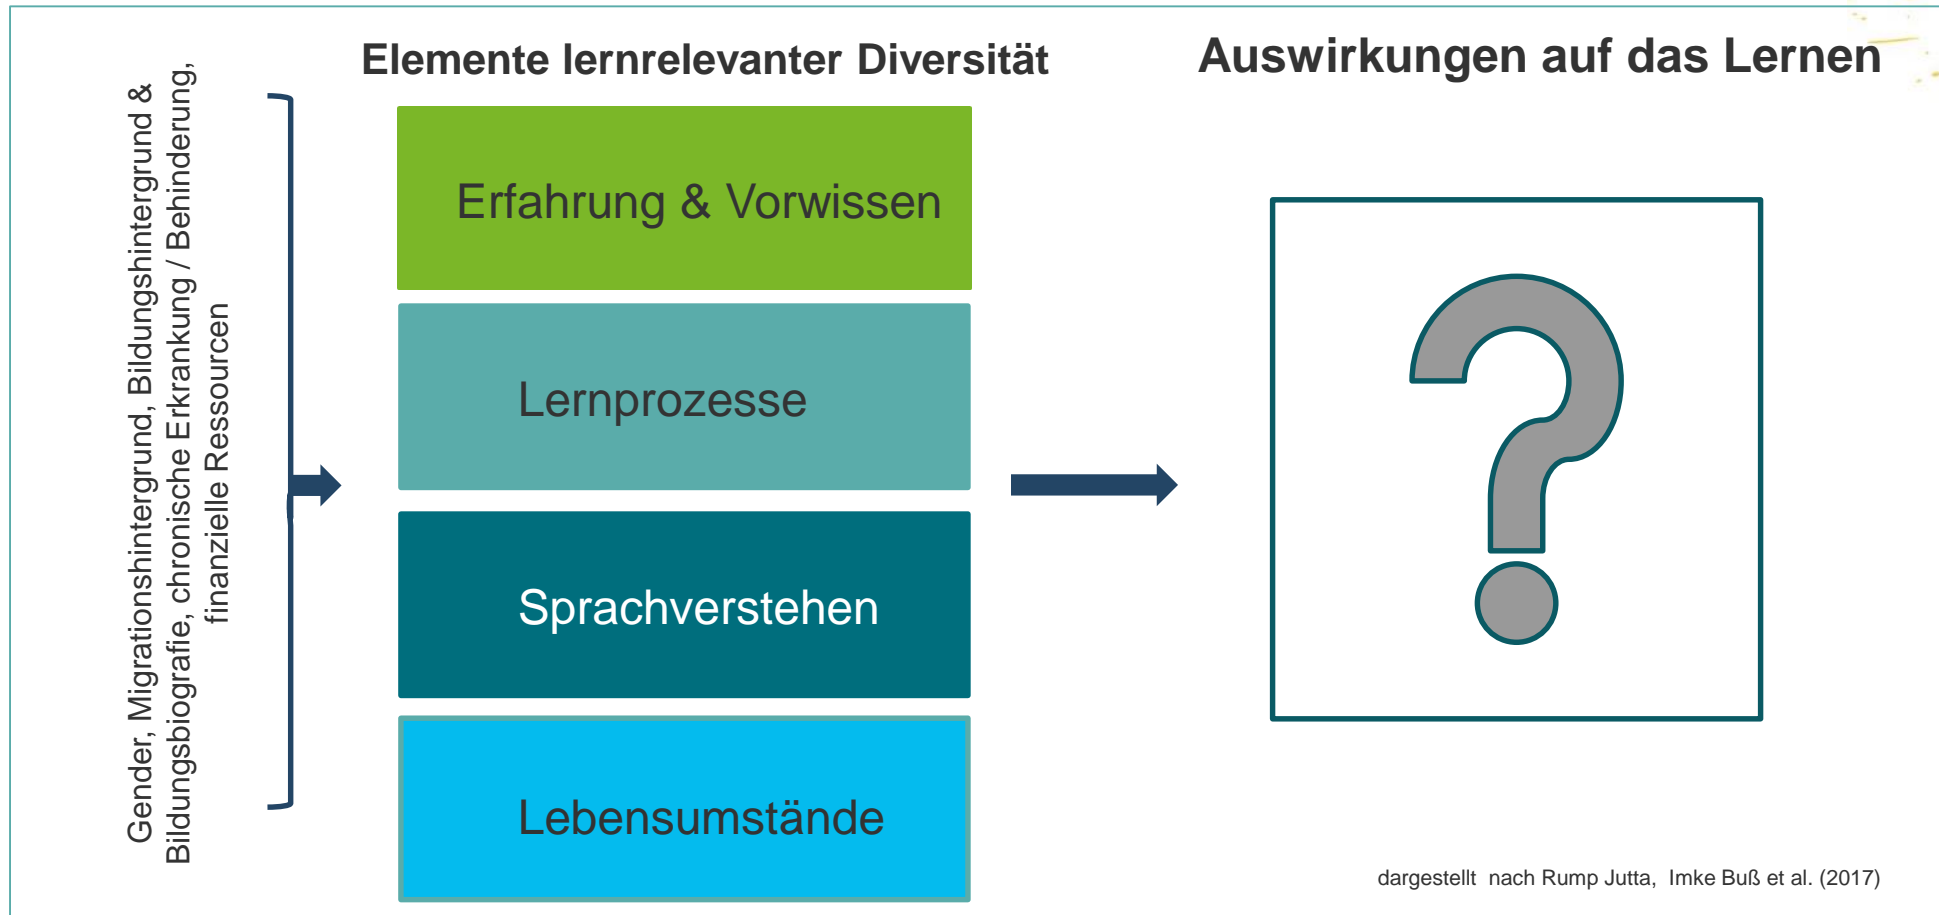 Gender, Migrationshintergrund, Bildungshintergrund &
Bildungsbiografie, chronische Erkrankung / Behinderung,
finanzielle Ressourcen
Elemente lernrelevanter Diversität
Erfahrung & Vorwissen
Lernprozesse
Sprachverstehen
Lebensumstände
Auswirkungen auf das Lernen
?
dargestellt nach Rump Jutta, Imke Buß et al. (2017)